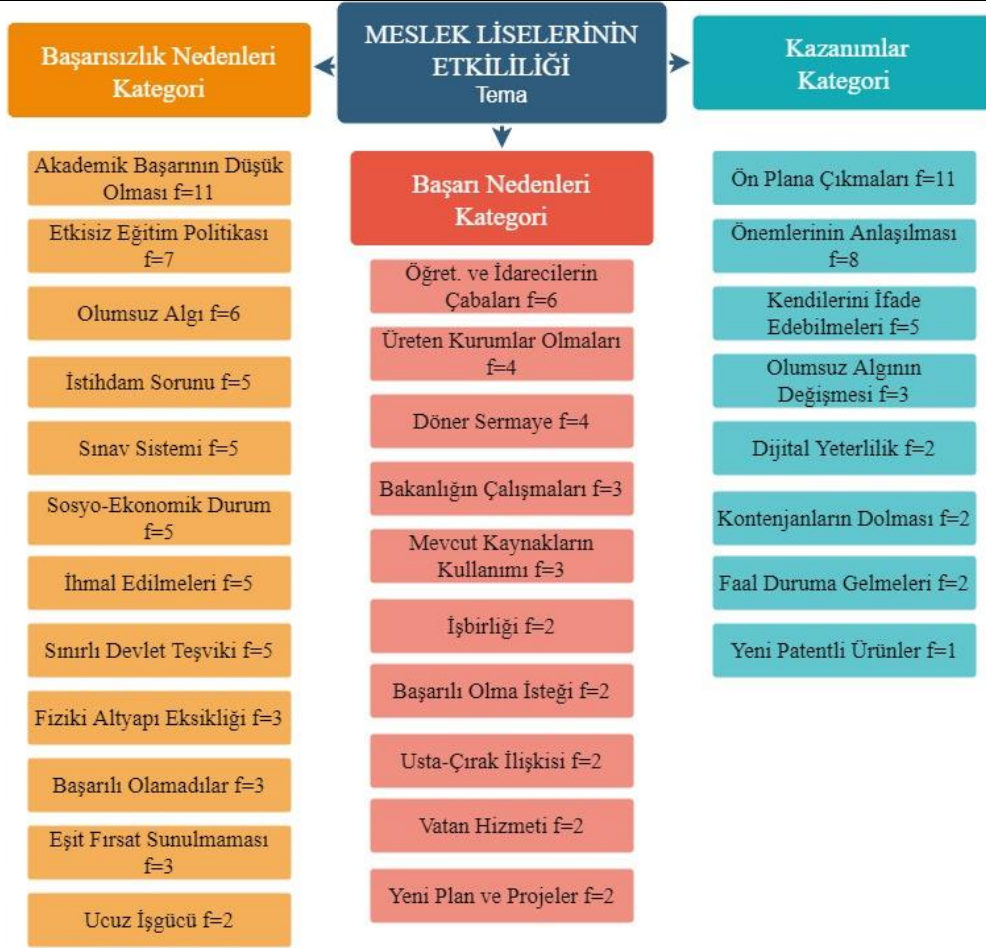 MESLEK LİSELERİNİN
ETKİLİLİĞİ
Tema
Başarısızlık Nedenleri
Kategori
Akademik Başarının Düşük
Olması f=11
Etkisiz Eğitim Politikası
f=7
Olumsuz Algı f=6
İstihdam Sorunu f=5
Sınav Sistemi f=5
Sosyo-Ekonomik Durum
f=5
İhmal Edilmeleri f=5
Sınırlı Devlet Teşviki f=5
Fiziki Altyapı Eksikliği f=3
Başarılı Olamadılar f=3
Eşit Fırsat Sunulmaması
f=3
Ucuz İşgücü f=2
Başarı Nedenleri
Kategori
Öğret. ve İdarecilerin
Çabaları f=6
Üreten Kurumlar Olmaları
f=4
Döner Sermaye f=4
Bakanlığın Çalışmaları f=3
Mevcut Kaynakların
Kullanımı f=3
İşbirliği f=2
Başarılı Olma İsteği f=2
Usta-Çırak İlişkisi f=2
Vatan Hizmeti f=2
Yeni Plan ve Projeler f=2
Kazanımlar
Kategori
Ön Plana Çıkmaları f=11
Önemlerinin Anlaşılması
f=8
Kendilerini İfade
Edebilmeleri f=5
Olumsuz Algının
Değişmesi f=3
Dijital Yeterlilik f=2
Kontenjanların Dolması f=2
Faal Duruma Gelmeleri f=2
Yeni Patentli Ürünler f=1